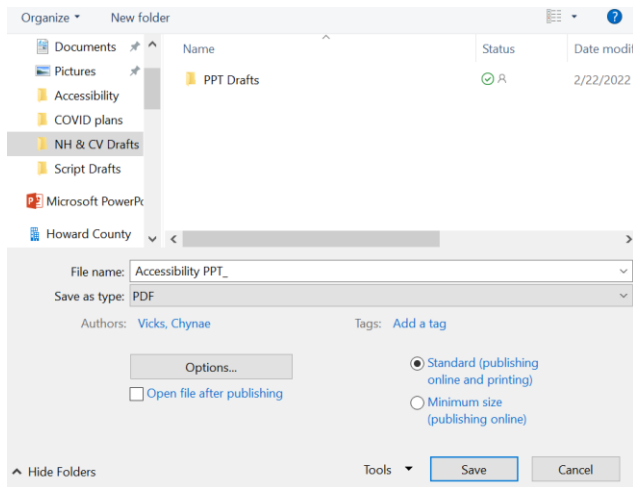 Organize New folder ?
Name Status Date modif
Documents
Pictures
Accessibility
COVID plans
NH & CV Drafts
Script Drafts
Microsoft PowerPo
Howard County
PPT Drafts 2/22/2022
File name: Accessibility PPT_
Save as type: PDF
Authors: Vicks, Chynae Tags: Add a tag
Options...
Open file after publishing
Standard (publishing
online and printing)
Minimum size
(publishing online)
Hide Folders Tools Save Cancel